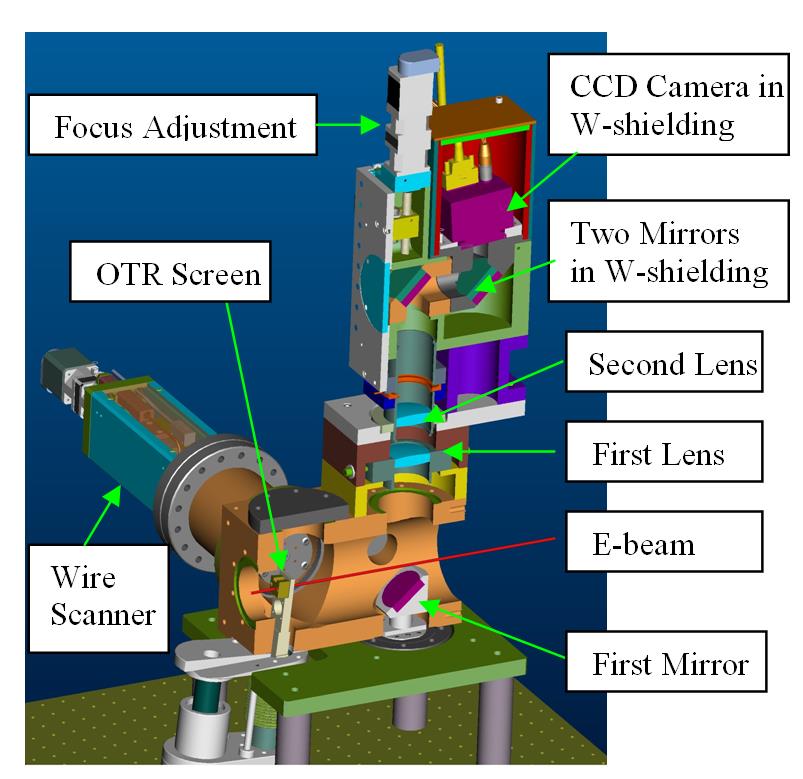 CCD Camera in
W-shielding
Focus Adjustment
Two Mirrors
in W-shielding
OTR Screen
Second Lens
First Lens
E-beam
Wire
Scanner
First Mirror